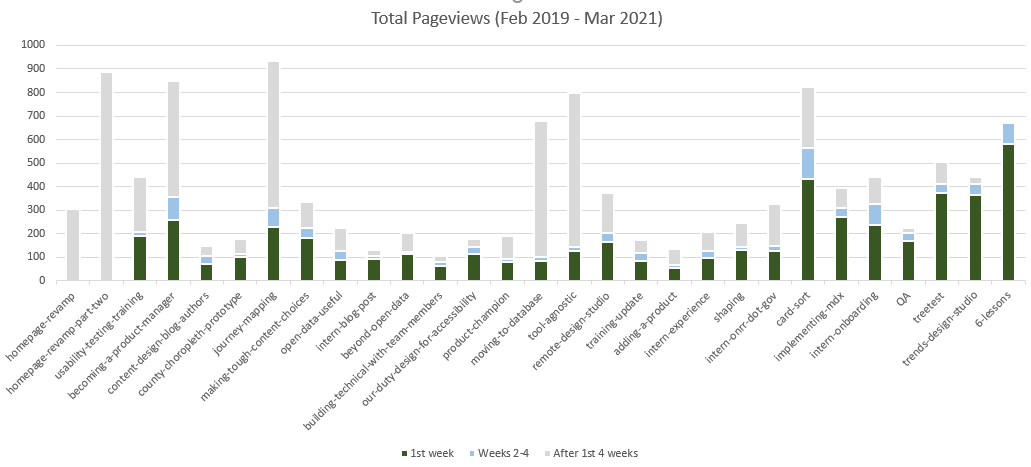 Total Pageviews (Feb 2019 - Mar 2021)
1000
900
800
700
600
500
400
300
200
100
0
homepage-revamp
homepage-revamp-part-two
usability-testing-training
becoming-a-product-manager
content-design-blog-authors
county-choropleth-prototype
journey-mapping
making-tough-content-choices
open-data-useful
intern-blog-post
beyond-open-data
building-technical-with-team-members
our-duty-design-for-accessibility
product-champion
moving-to-database
tool-agnostic
remote-design-studio
training-update
adding-a-product
intern-experience
shaping
intern-onrr-dot-gov
card-sort
implementing-mdx
intern-onboarding
QA
treetest
trends-design-studio
6-lessons
1st week Weeks 2-4 After 1st 4 weeks